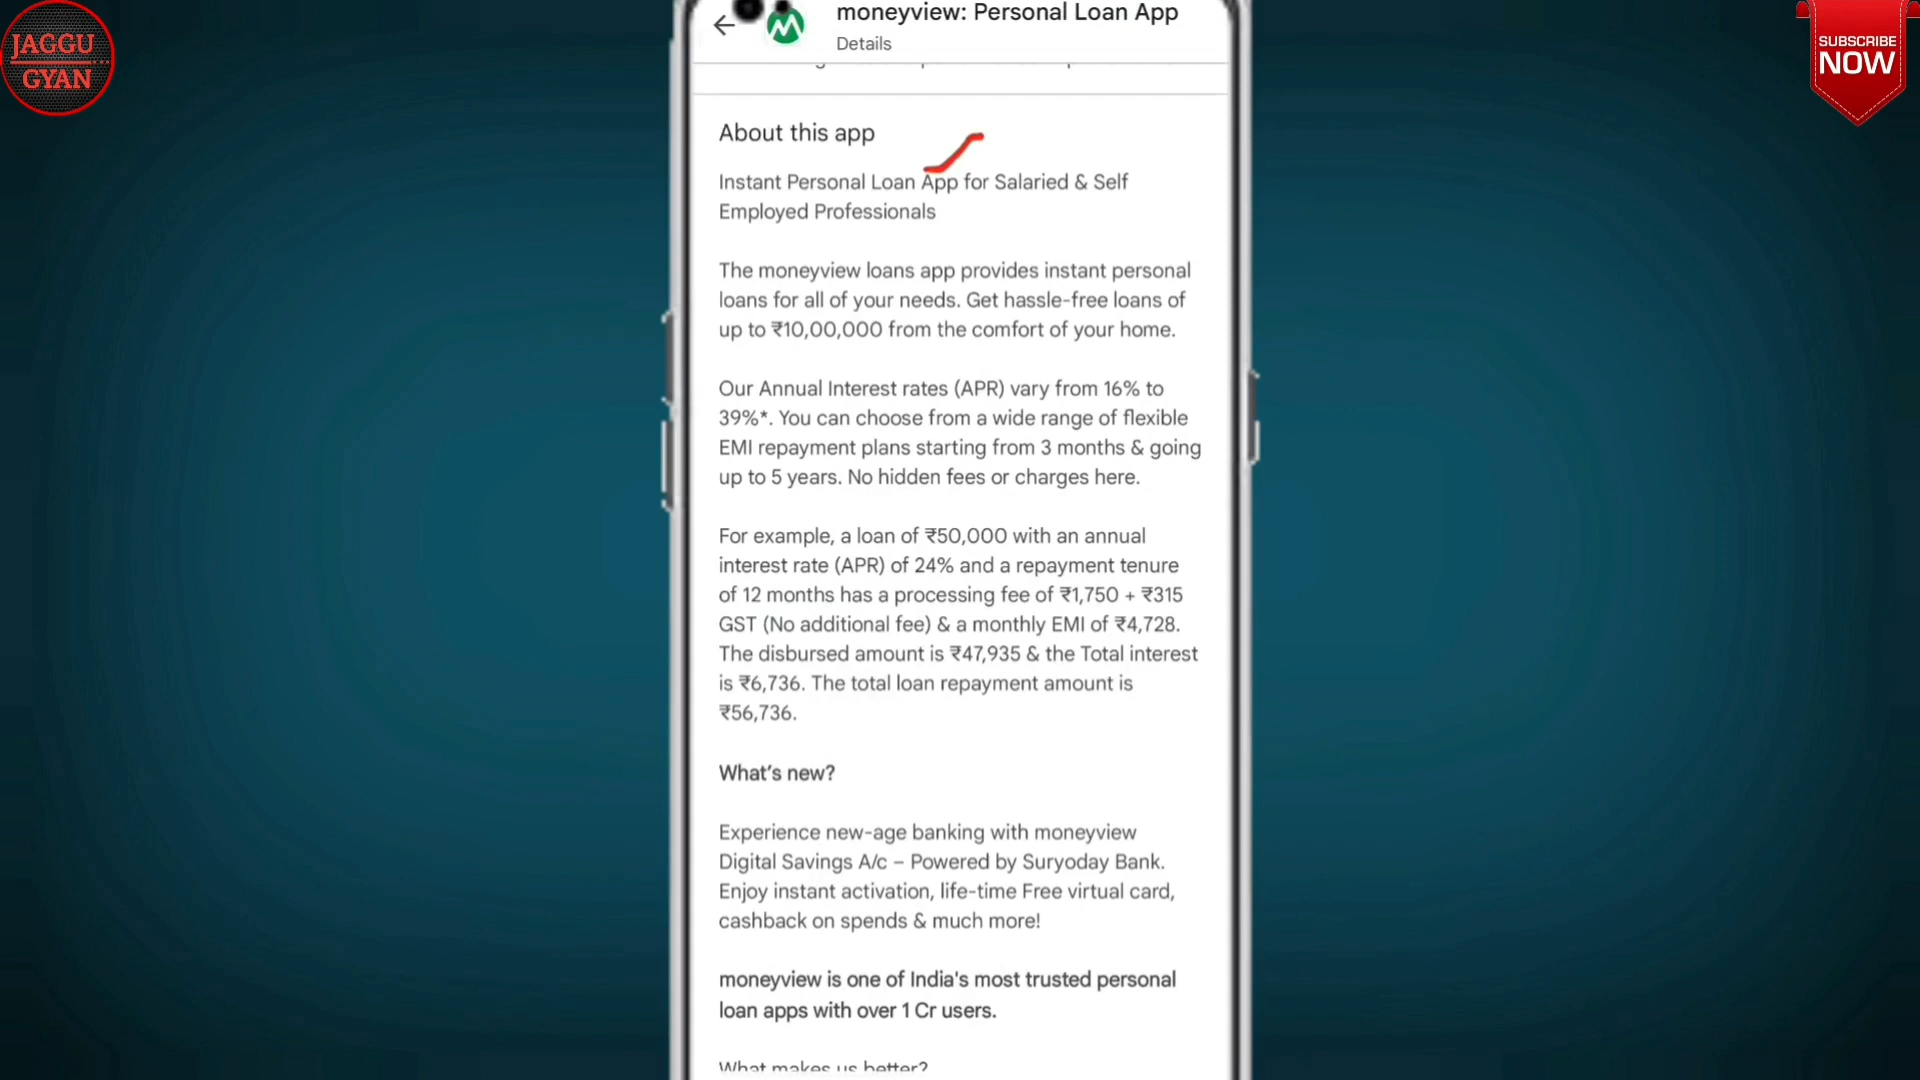 JAGGU
GYAN
SUBSCRIBE
NOW
moneyview: Personal Loan App
Details
About this app
Instant Personal Loan App for Salaried & Self
Employed Professionals
The moneyview loans app provides instant personal
loans for all of your needs. Get hassle-free loans of
up to ₹10,00,000 from the comfort of your home.
Our Annual Interest rates (APR) vary from 16% to
39%*. You can choose from a wide range of flexible
EMI repayment plans starting from 3 months & going
up to 5 years. No hidden fees or charges here.
For example, a loan of ₹50,000 with an annual
interest rate (APR) of 24% and a repayment tenure
of 12 months has a processing fee of ₹1,750 + ₹315
GST (No additional fee) & a monthly EMI of ₹4,728.
The disbursed amount is ₹47,935 & the Total interest
is ₹6,736. The total loan repayment amount is
₹56,736.
What's new?
Experience new-age banking with moneyview
Digital Savings A/c – Powered by Suryoday Bank.
Enjoy instant activation, life-time Free virtual card,
cashback on spends & much more!
moneyview is one of India's most trusted personal
loan apps with over 1 Cr users.
What makes us better?